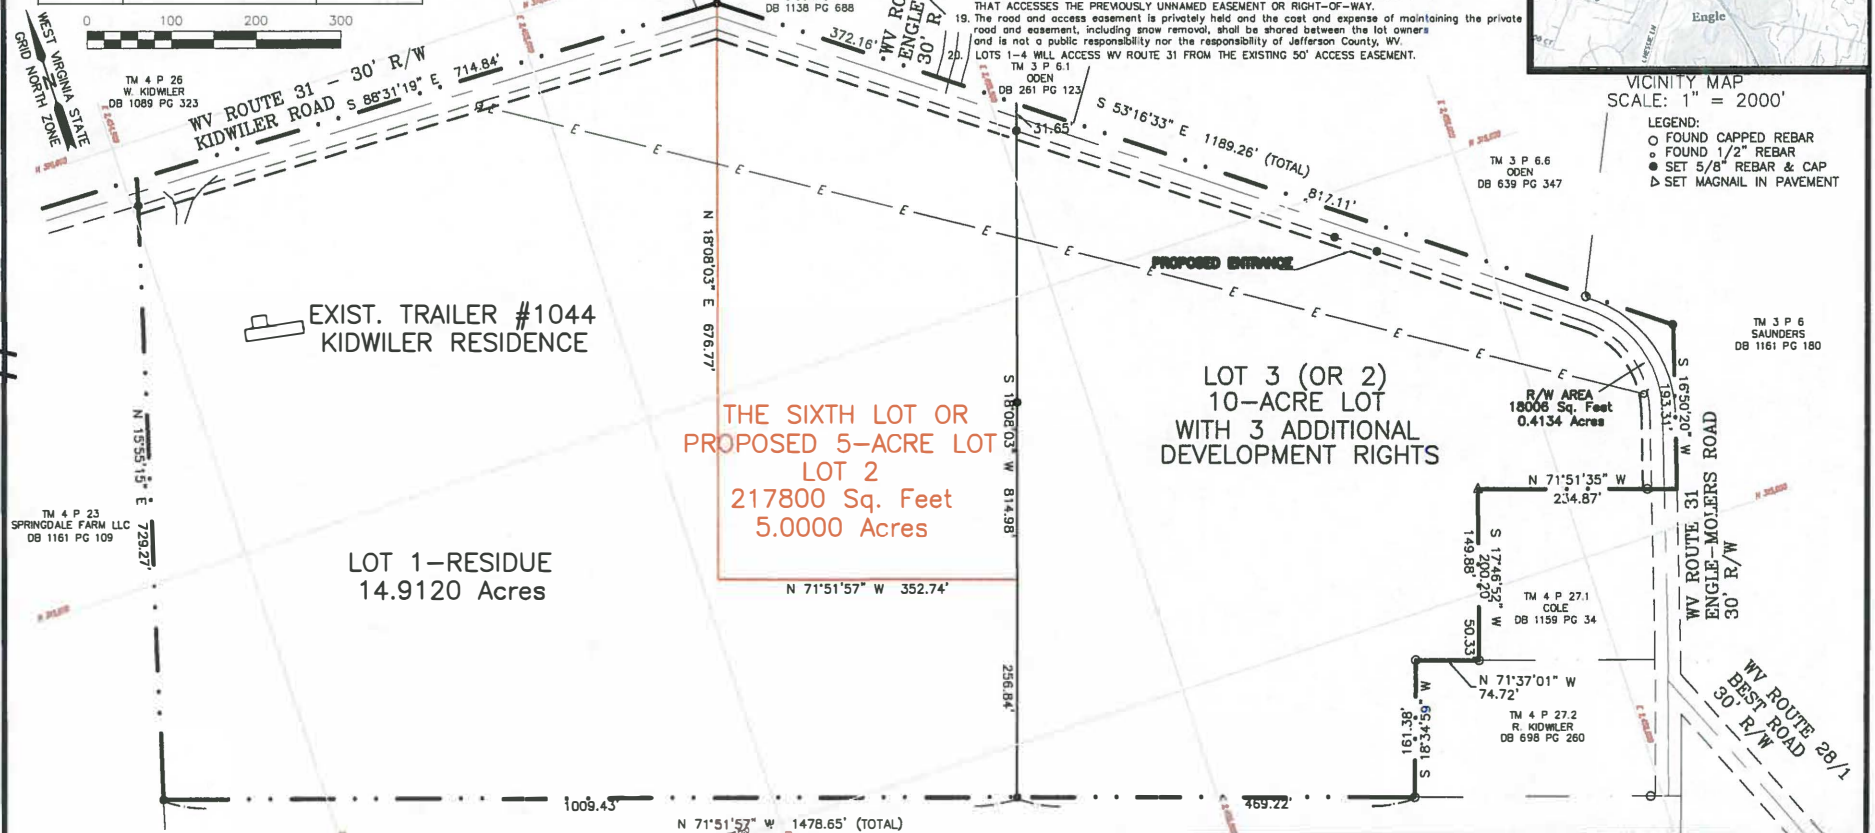 0 100 200 300
WEST VIRGINIA STATE
GRID NORTH ZONE
N
TM 4 P 26
W. KIDWILER
DB 1089 PG 323
WV ROUTE 31 - 30' R/W
KIDWILER ROAD
S 88°31'19" E 714.84'
DB 1138 PG 688
372.16'
WV RO
ENGLE
30' R/
THAT ACCESSES THE PREVIOUSLY UNNAMED EASEMENT OR RIGHT-OF-WAY.
19. The road and access easement is privately held and the cost and expense of maintaining the private
road and easement, including snow removal, shall be shared between the lot owners
and is not a public responsibility nor the responsibility of Jefferson County, WV.
20. LOTS 1-4 WILL ACCESS WV ROUTE 31 FROM THE EXISTING 50' ACCESS EASEMENT.
TM 3 P 6.1
ODEN
DB 261 PG 123
31.65'
S 53°16'33" E 1189.26' (TOTAL)
817.11'
Engle
VICINITY MAP
SCALE: 1" = 2000'
LEGEND:
FOUND CAPPED REBAR
FOUND 1/2" REBAR
SET 5/8" REBAR & CAP
SET MAGNAIL IN PAVEMENT
TM 3 P 6.6
ODEN
DB 639 PG 347
TM 3 P 6
SAUNDERS
DB 1161 PG 180
E E E E E E E E E E E E E
PROPOSED ENTRANCE
EXIST. TRAILER #1044
KIDWILER RESIDENCE
N 18°08'03" E 676.77'
THE SIXTH LOT OR
PROPOSED 5-ACRE LOT
LOT 2
217800 Sq. Feet
5.0000 Acres
S 18°08'03" W 814.98'
LOT 3 (OR 2)
10-ACRE LOT
WITH 3 ADDITIONAL
DEVELOPMENT RIGHTS
R/W AREA
18006 Sq. Feet
0.4134 Acres
193.31'
S 16°50'20" W
N 71°51'35" W
234.87'
WV ROUTE 31
ENGLE-MOLERS ROAD
30' R/W
N 15°55'15" E 729.27'
TM 4 P 23
SPRINGDALE FARM LLC
DB 1161 PG 109
LOT 1-RESIDUE
14.9120 Acres
N 71°51'57" W 352.74'
256.84'
149.88'
S 17°46'52" W
200.20'
50.33'
TM 4 P 27.1
COLE
DB 1159 PG 34
N 71°37'01" W
74.72'
161.38'
S 18°34'59" W
TM 4 P 27.2
R. KIDWILER
DB 698 PG 260
WV ROUTE 28/1
BEST ROAD
30' R/W
1009.43'
469.22'
N 71°51'57" W 1478.65' (TOTAL)